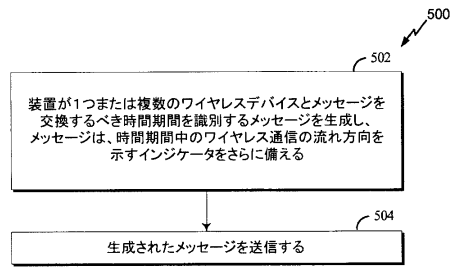 500
502
装置が1つまたは複数のワイヤレスデバイスとメッセージを
交換するべき時間期間を識別するメッセージを生成し、
メッセージは、時間期間中のワイヤレス通信の流れ方向を
示すインジケータをさらに備える
504
生成されたメッセージを送信する